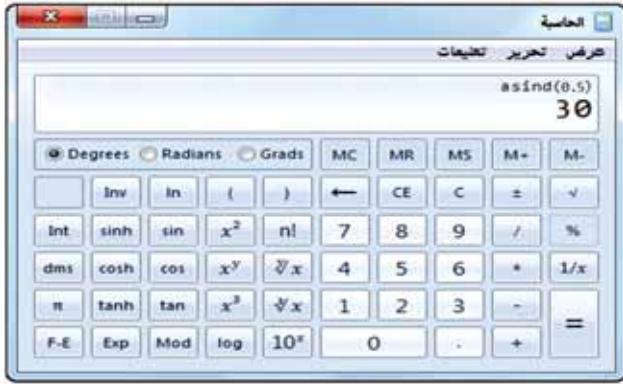 الحاسبة
عرض تحرير تعليمات
asind(0.5)
30
Degrees Radians Grads MC MR MS M+ M-
Inv ln ( ) ← CE C ± √
Int sinh sin x² n! 7 8 9 / %
dms cosh cos xʸ ʸ√x 4 5 6 * 1/x
π tanh tan x³ ∛x 1 2 3 - =
F-E Exp Mod log 10ˣ 0 . +